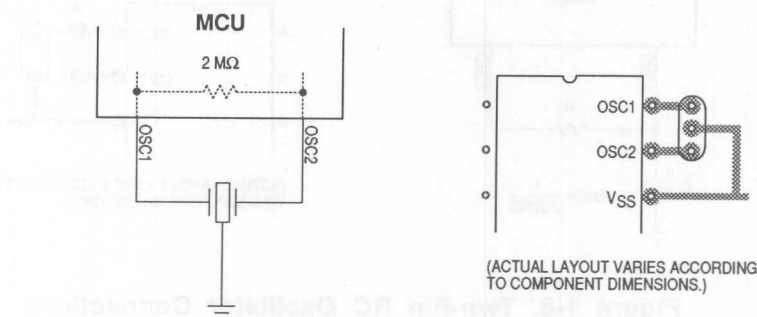 MCU
2 MΩ
OSC1
OSC2
OSC1
OSC2
VSS
(ACTUAL LAYOUT VARIES ACCORDING
TO COMPONENT DIMENSIONS.)